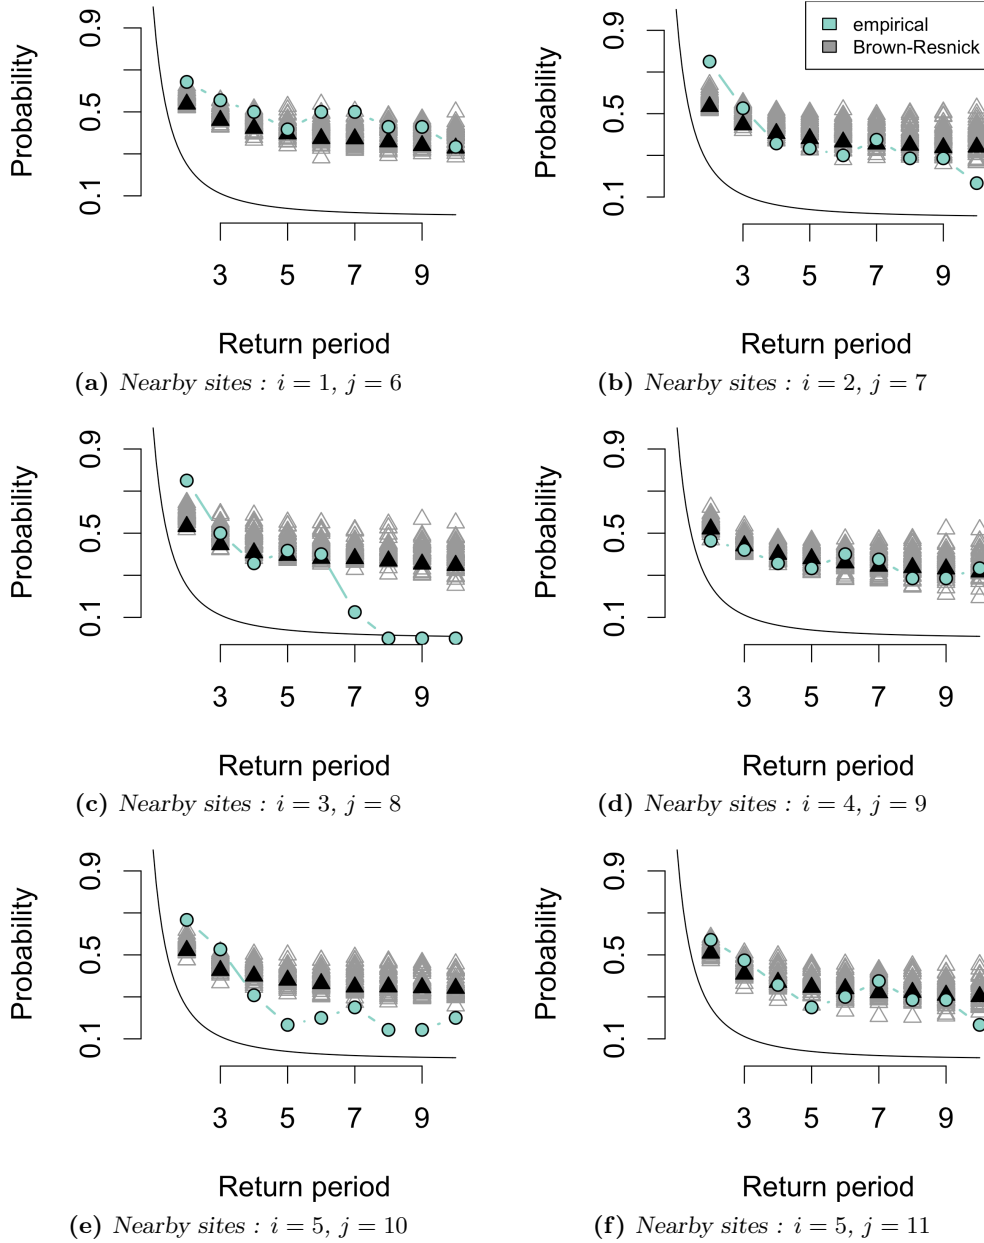 Probability
0.1 0.5 0.9
3 5 7 9
Return period
(a) Nearby sites : i = 1, j = 6
empirical
Brown-Resnick
Probability
0.1 0.5 0.9
3 5 7 9
Return period
(b) Nearby sites : i = 2, j = 7
Probability
0.1 0.5 0.9
3 5 7 9
Return period
(c) Nearby sites : i = 3, j = 8
Probability
0.1 0.5 0.9
3 5 7 9
Return period
(d) Nearby sites : i = 4, j = 9
Probability
0.1 0.5 0.9
3 5 7 9
Return period
(e) Nearby sites : i = 5, j = 10
Probability
0.1 0.5 0.9
3 5 7 9
Return period
(f) Nearby sites : i = 5, j = 11